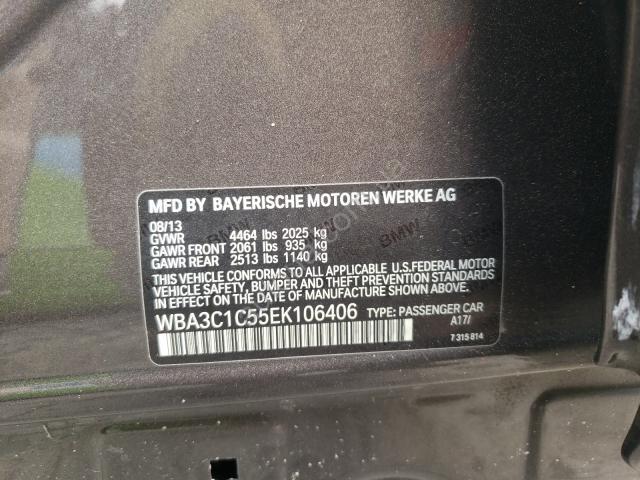 MFD BY BAYERISCHE MOTOREN WERKE AG
08/13
GVWR 4464 lbs 2025 kg
GAWR FRONT 2061 lbs 935 kg
GAWR REAR 2513 lbs 1140 kg
THIS VEHICLE CONFORMS TO ALL APPLICABLE U.S.FEDERAL MOTOR
VEHICLE SAFETY, BUMPER, AND THEFT PREVENTION STANDARDS
IN EFFECT ON THE DATE OF MANUFACTURE SHOWN ABOVE.
WBA3C1C55EK106406 TYPE: PASSENGER CAR
A17/
7 315 814